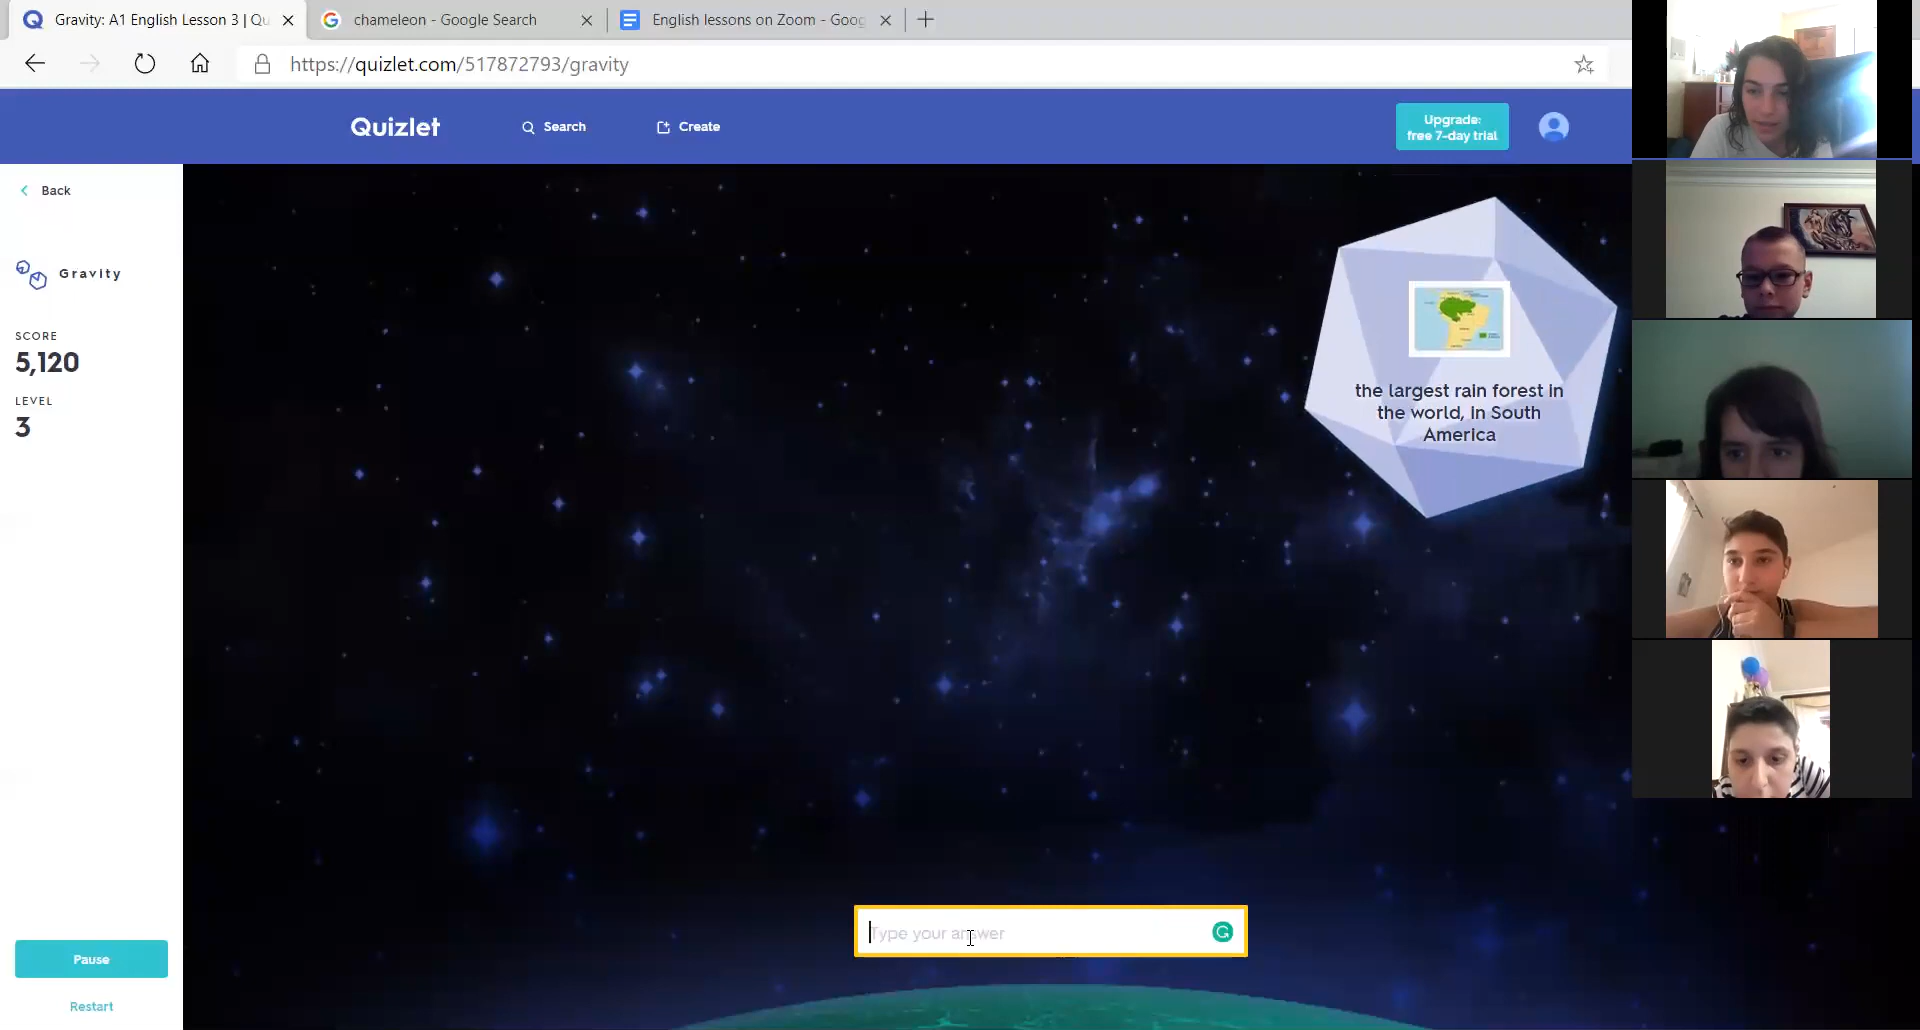 Gravity: A1 English Lesson 3 | Qu
chameleon - Google Search
English lessons on Zoom - Goog
https://quizlet.com/517872793/gravity
Quizlet
Search
Create
Upgrade:
free 7-day trial
Back
Gravity
SCORE
5,120
LEVEL
3
the largest rain forest in
the world, in South
America
Type your answer
Pause
Restart